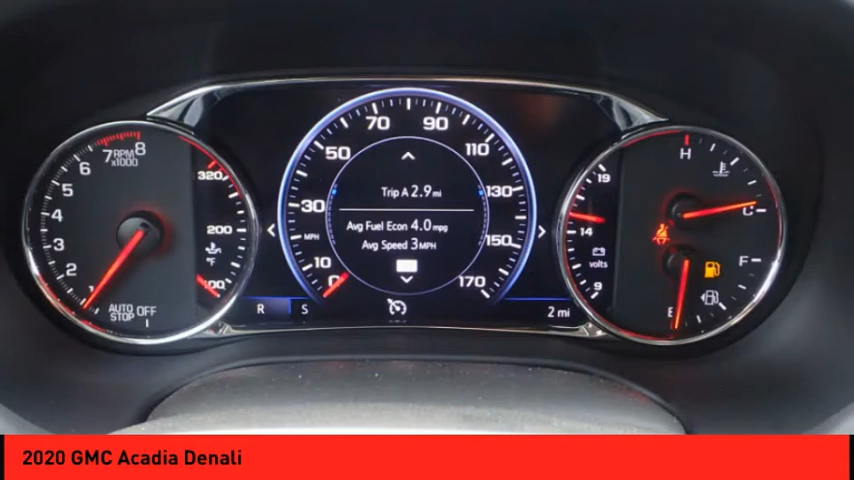 7 RPM 8
x1000
6
5
4
3
2
1
AUTO
STOP OFF
320
200
°F
100
70 90
50 110
30 130
MPH 150
10 170
0
Trip A 2.9 mi
Avg Fuel Econ 4.0 mpg
Avg Speed 3 MPH
R S
2 mi
19
14
volts
9
H
C
F
E
2020 GMC Acadia Denali